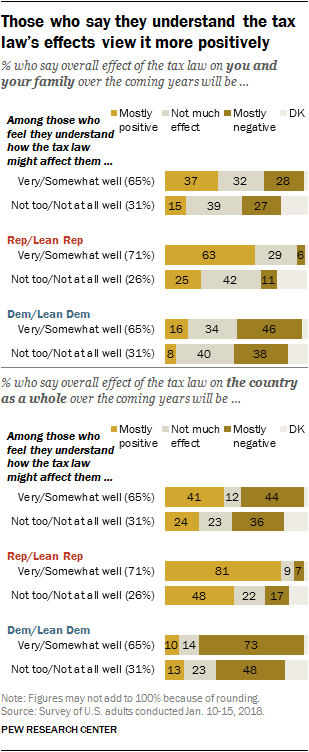 Those who say they understand the tax
law's effects view it more positively
% who say overall effect of the tax law on you and
your family over the coming years will be ...
Among those who
feel they understand
how the tax law
might affect them ...
Mostly positive Not much effect Mostly negative DK
Very/Somewhat well (65%) 37 32 28
Not too/Not at all well (31%) 15 39 27
Rep/Lean Rep
Very/Somewhat well (71%) 63 29 6
Not too/Not at all well (26%) 25 42 11
Dem/Lean Dem
Very/Somewhat well (65%) 16 34 46
Not too/Not at all well (31%) 8 40 38
% who say overall effect of the tax law on the country
as a whole over the coming years will be ...
Among those who
feel they understand
how the tax law
might affect them ...
Mostly positive Not much effect Mostly negative DK
Very/Somewhat well (65%) 41 12 44
Not too/Not at all well (31%) 24 23 36
Rep/Lean Rep
Very/Somewhat well (71%) 81 9 7
Not too/Not at all well (26%) 48 22 17
Dem/Lean Dem
Very/Somewhat well (65%) 10 14 73
Not too/Not at all well (31%) 13 23 48
Note: Figures may not add to 100% because of rounding.
Source: Survey of U.S. adults conducted Jan. 10-15, 2018.
PEW RESEARCH CENTER